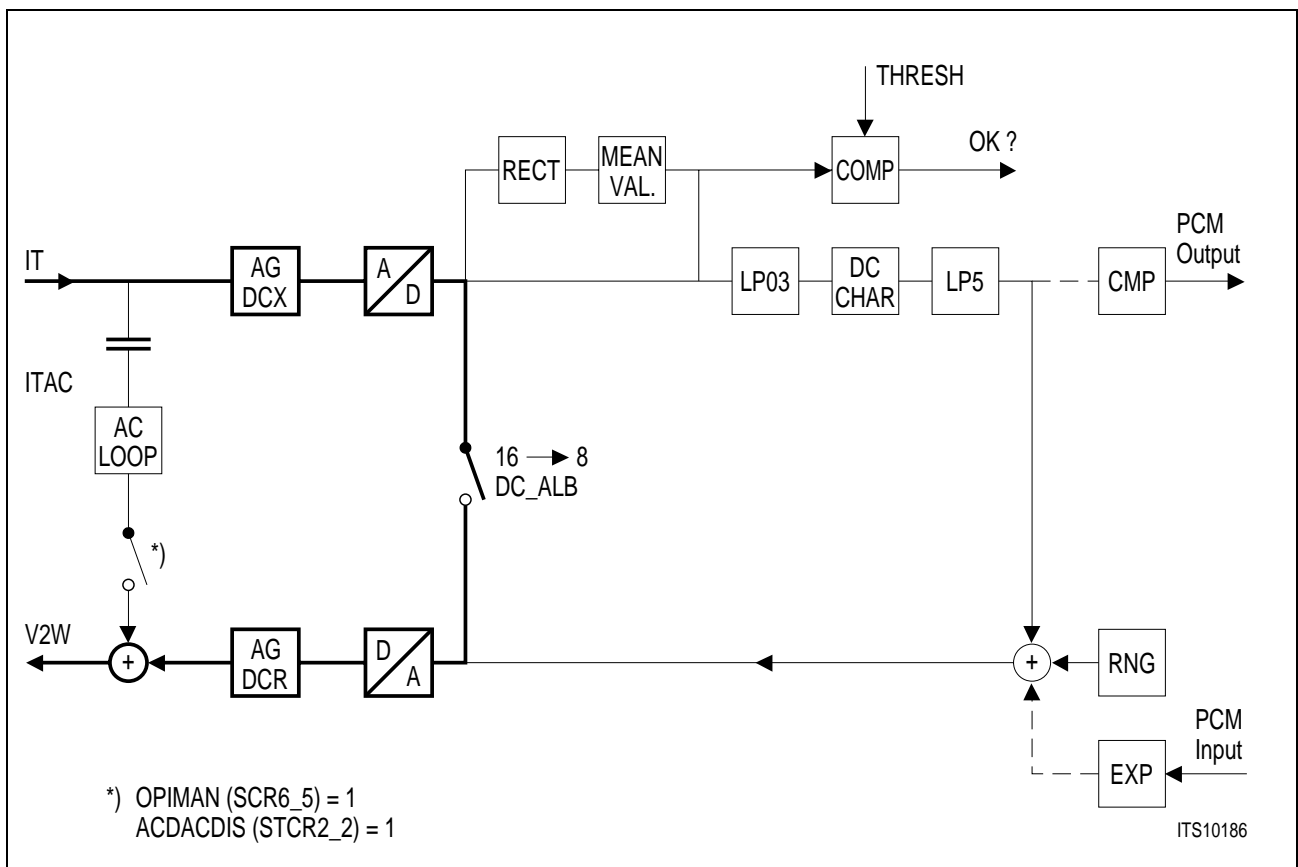 THRESH
OK ?
RECT
MEAN
VAL.
COMP
PCM
Output
IT
AG
DCX
A
D
LP03
DC
CHAR
LP5
CMP
ITAC
AC
LOOP
16 → 8
DC_ALB
*)
V2W
+
AG
DCR
D
A
+
RNG
PCM
Input
EXP
*) OPIMAN (SCR6_5) = 1
ACDACDIS (STCR2_2) = 1
ITS10186